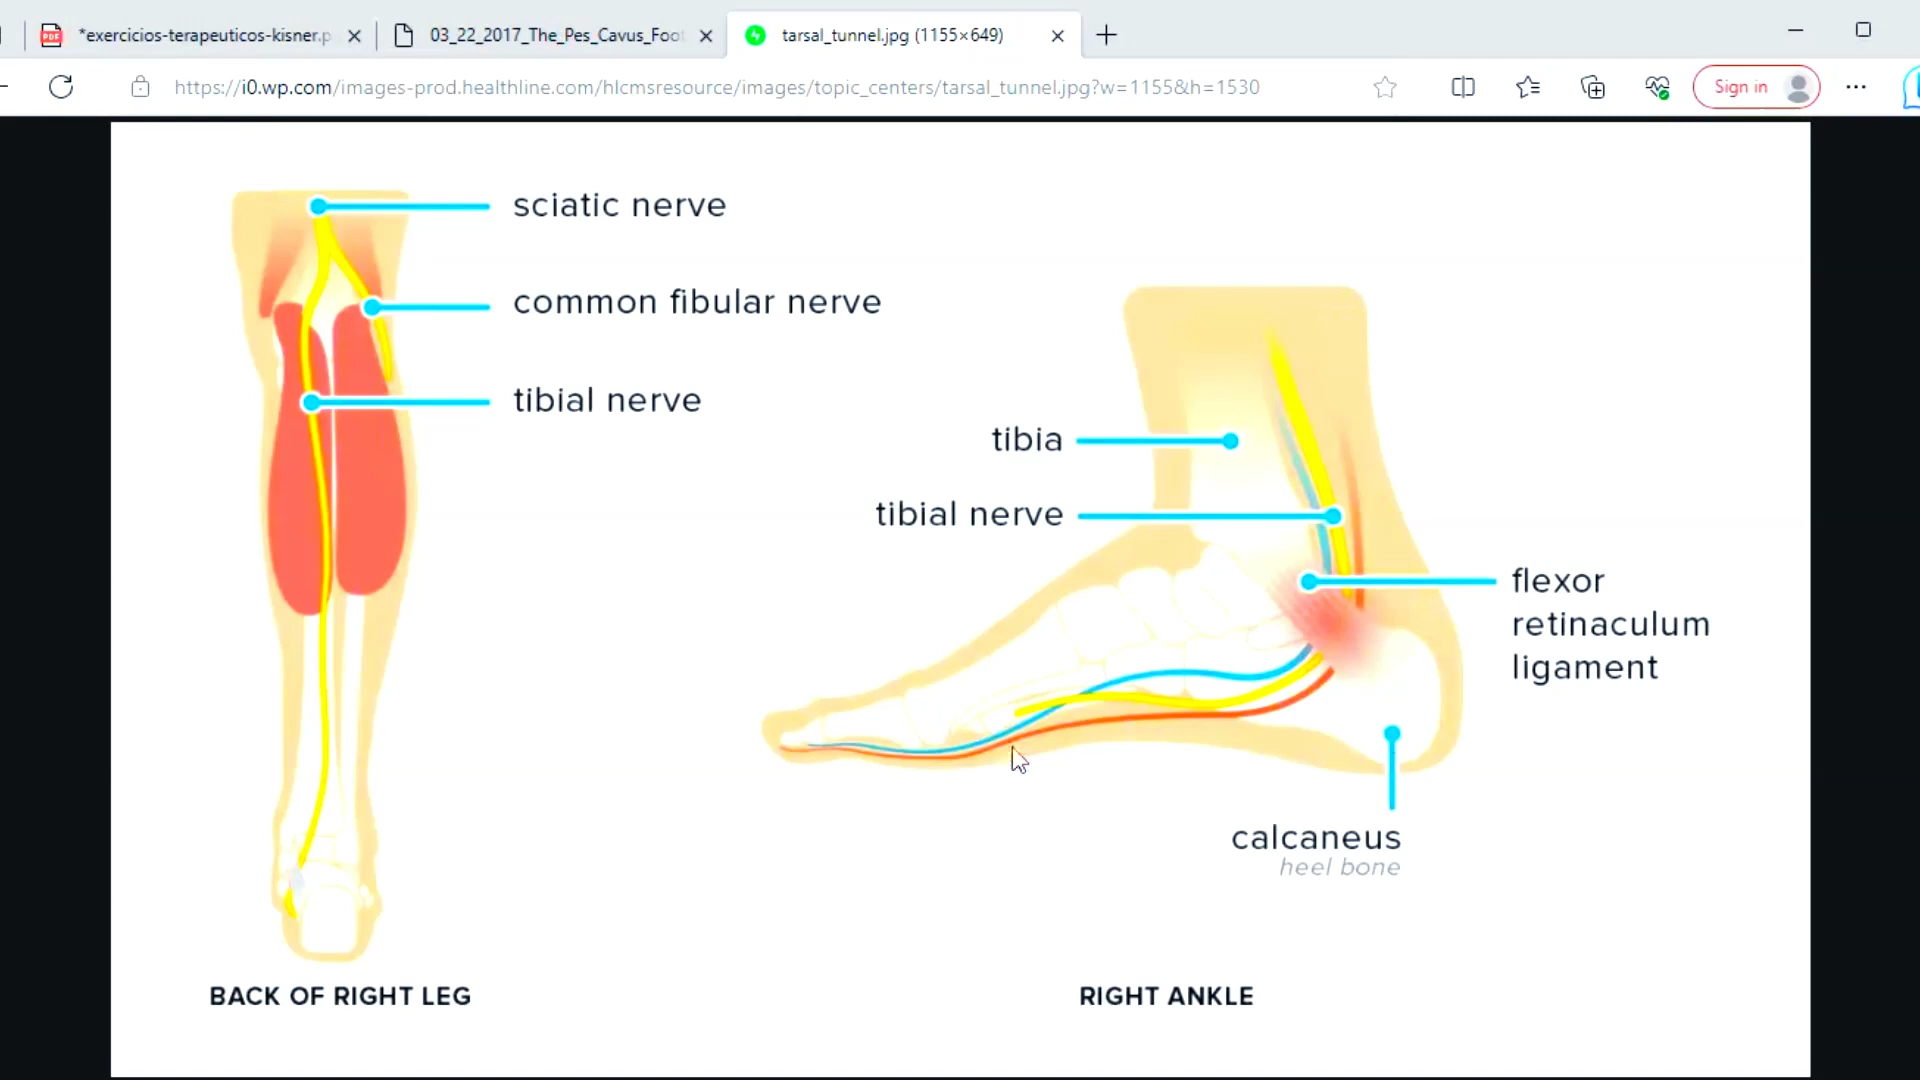 *exercicios-terapeuticos-kisner.p
03_22_2017_The_Pes_Cavus_Foot
tarsal_tunnel.jpg (1155×649)
https://i0.wp.com/images-prod.healthline.com/hlcmsresource/images/topic_centers/tarsal_tunnel.jpg?w=1155&h=1530
Sign in
sciatic nerve
common fibular nerve
tibial nerve
tibia
tibial nerve
flexor
retinaculum
ligament
calcaneus
heel bone
BACK OF RIGHT LEG
RIGHT ANKLE